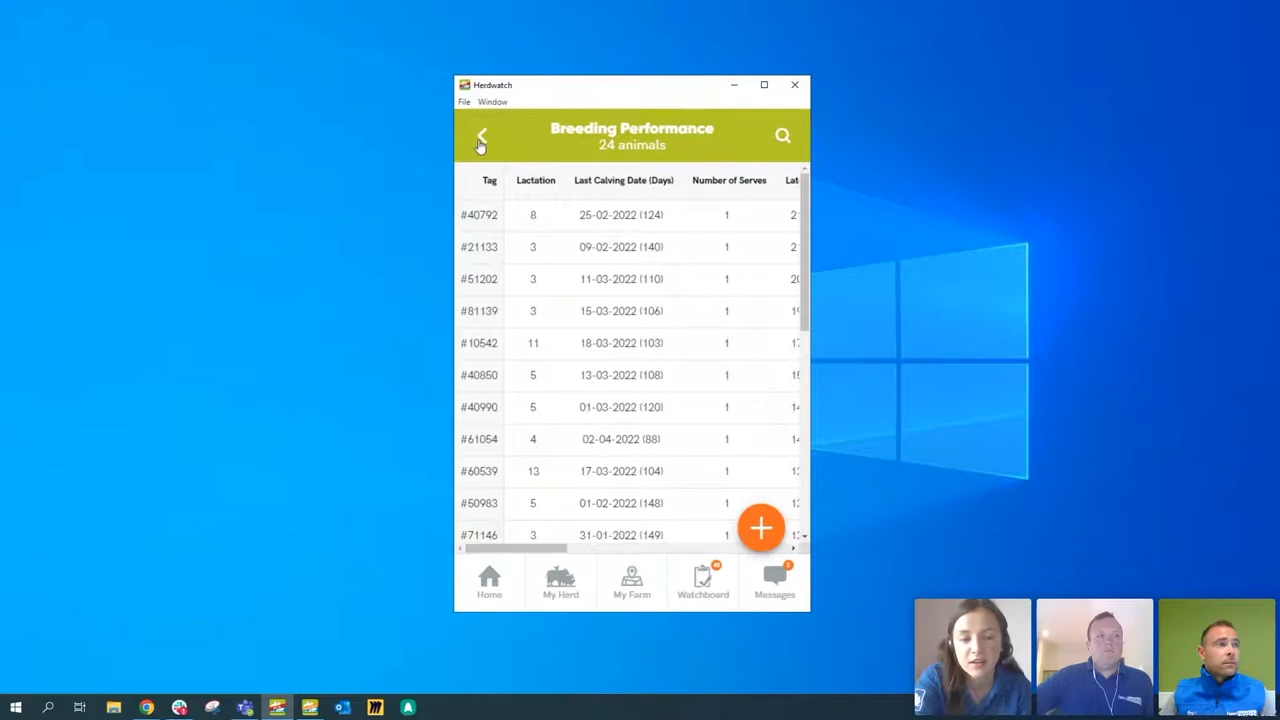 Herdwatch
File Window
Breeding Performance
24 animals
Tag Lactation Last Calving Date (Days) Number of Serves
#40792 8 25-02-2022 (124) 1
#21133 3 09-02-2022 (140) 1
#51202 3 11-03-2022 (110) 1
#81139 3 15-03-2022 (106) 1
#10542 11 18-03-2022 (103) 1
#40850 5 13-03-2022 (108) 1
#40990 5 01-03-2022 (120) 1
#61054 4 02-04-2022 (88) 1
#60539 13 17-03-2022 (104) 1
#50983 5 01-02-2022 (148) 1
#71146 3 31-01-2022 (149) 1
Home My Herd My Farm Watchboard Messages